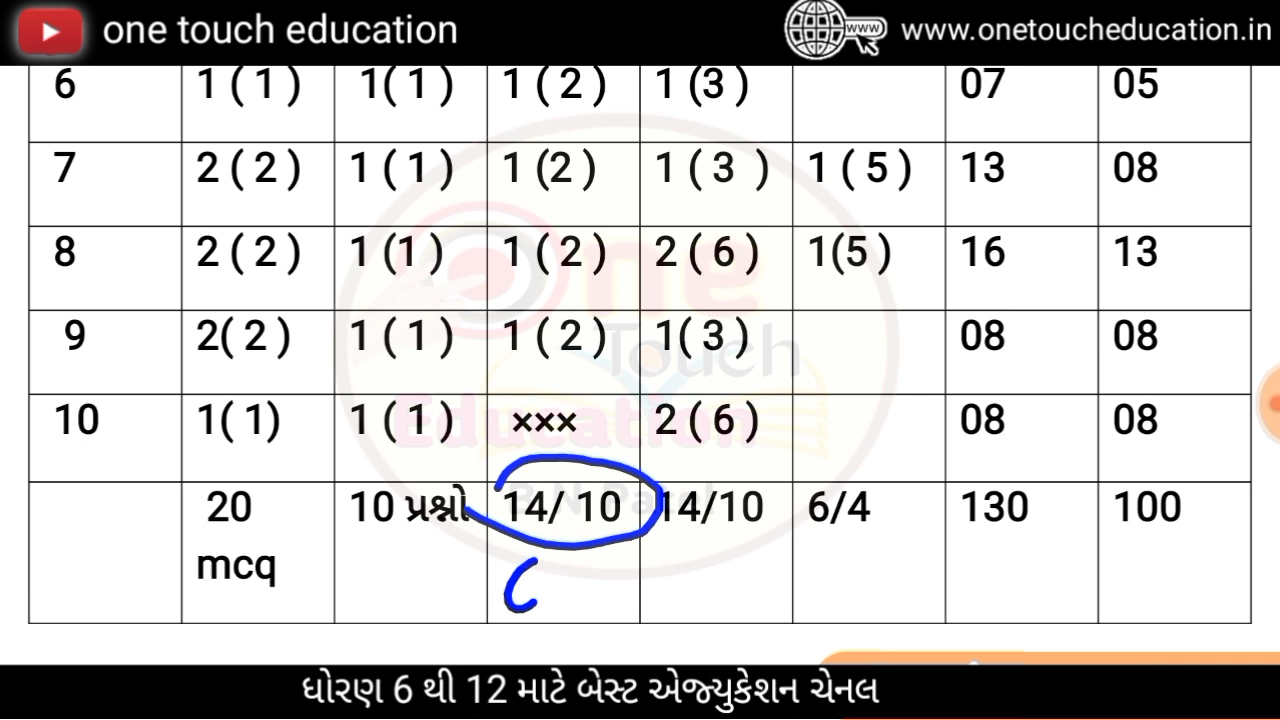 one touch education www.onetoucheducation.in
6 1 ( 1 ) 1( 1 ) 1 ( 2 ) 1 (3 ) 07 05
7 2 ( 2 ) 1 ( 1 ) 1 (2 ) 1 ( 3 ) 1 ( 5 ) 13 08
8 2 ( 2 ) 1 (1 ) 1 ( 2 ) 2 ( 6 ) 1(5 ) 16 13
9 2( 2 ) 1 ( 1 ) 1 ( 2 ) 1( 3 ) 08 08
10 1( 1) 1 ( 1 ) ××× 2 ( 6 ) 08 08
20 10 પ્રશ્નો 14/ 10 14/10 6/4 130 100
mcq
One
Touch
Education
ધોરણ 6 થી 12 માટે બેસ્ટ એજ્યુકેશન ચેનલ